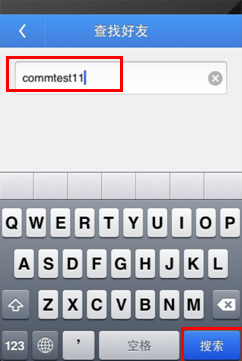 查找好友
commtest11
Q W E R T Y U I O P
A S D F G H J K L
Z X C V B N M
123 ' 空格 搜索